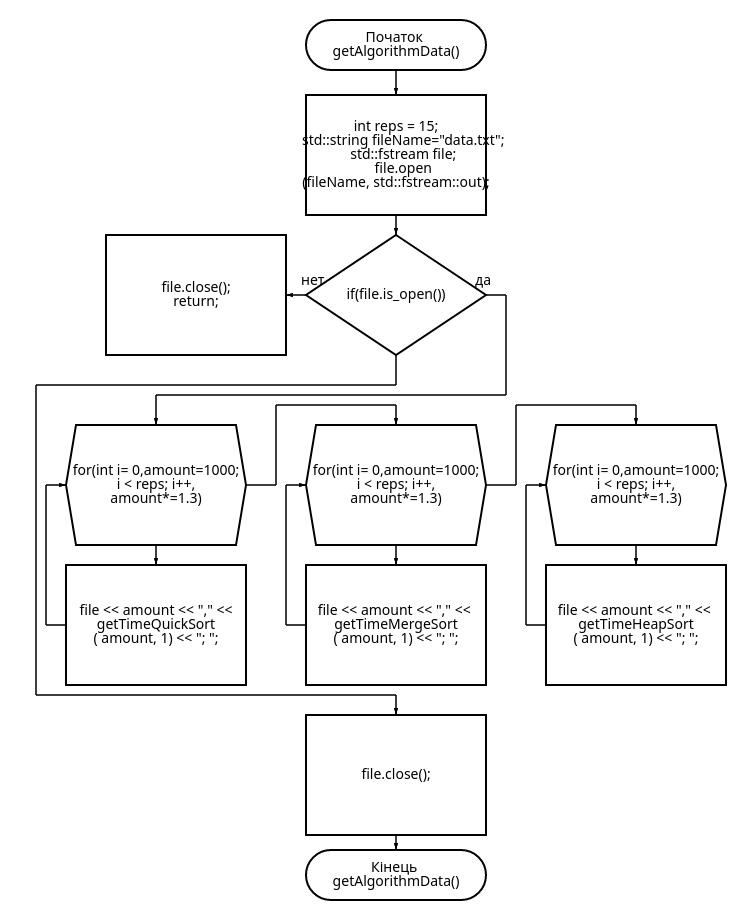 Початок
getAlgorithmData()
int reps = 15;
std::string fileName="data.txt";
std::fstream file;
file.open
(fileName, std::fstream::out);
нет
да
if(file.is_open())
file.close();
return;
for(int i= 0,amount=1000;
i < reps; i++,
amount*=1.3)
for(int i= 0,amount=1000;
i < reps; i++,
amount*=1.3)
for(int i= 0,amount=1000;
i < reps; i++,
amount*=1.3)
file << amount << "," <<
getTimeQuickSort
( amount, 1) << "; ";
file << amount << "," <<
getTimeMergeSort
( amount, 1) << "; ";
file << amount << "," <<
getTimeHeapSort
( amount, 1) << "; ";
file.close();
Кінець
getAlgorithmData()